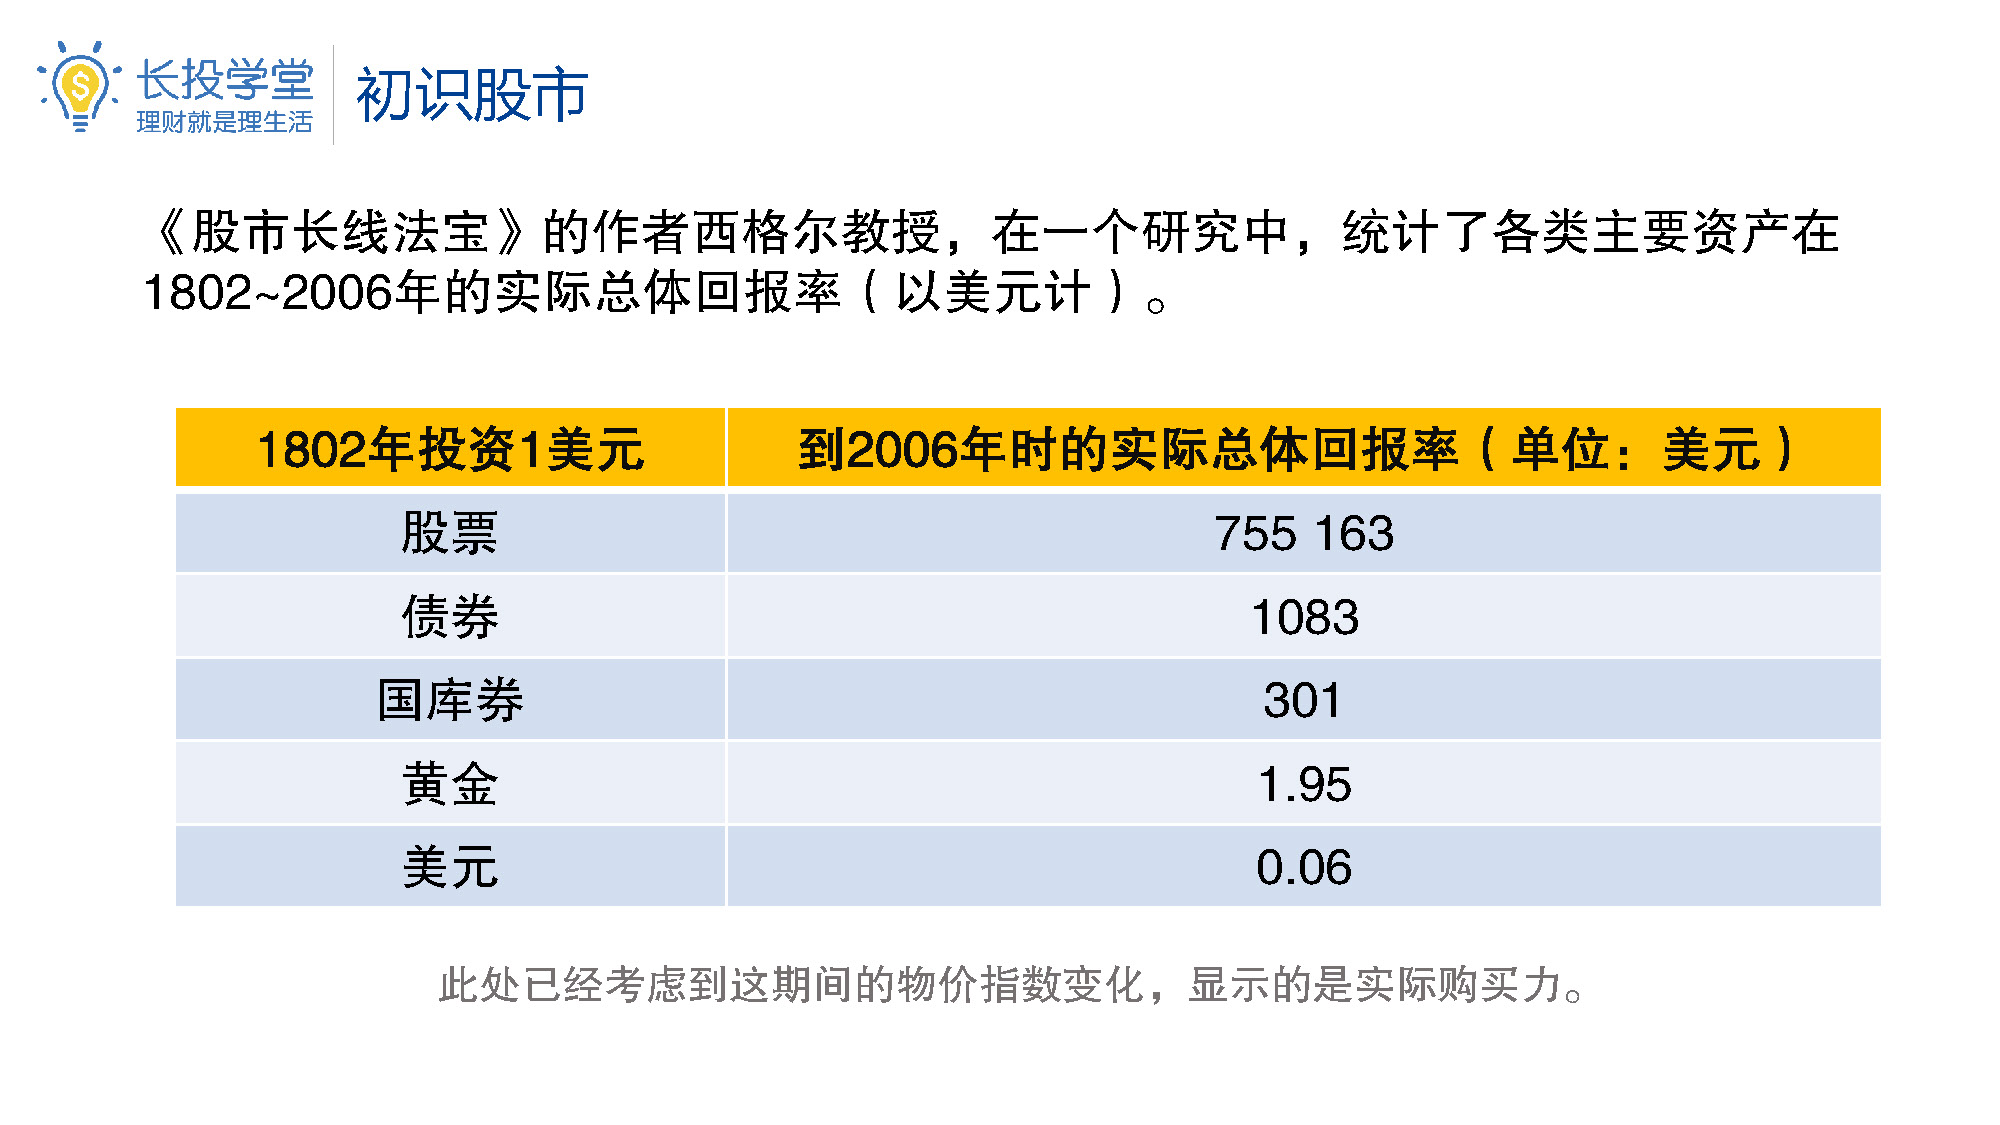 长投学堂
理财就是理生活
初识股市
《股市长线法宝》的作者西格尔教授，在一个研究中，统计了各类主要资产在
1802~2006年的实际总体回报率（以美元计）。
1802年投资1美元 到2006年时的实际总体回报率（单位：美元）
股票 755 163
债券 1083
国库券 301
黄金 1.95
美元 0.06
此处已经考虑到这期间的物价指数变化，显示的是实际购买力。